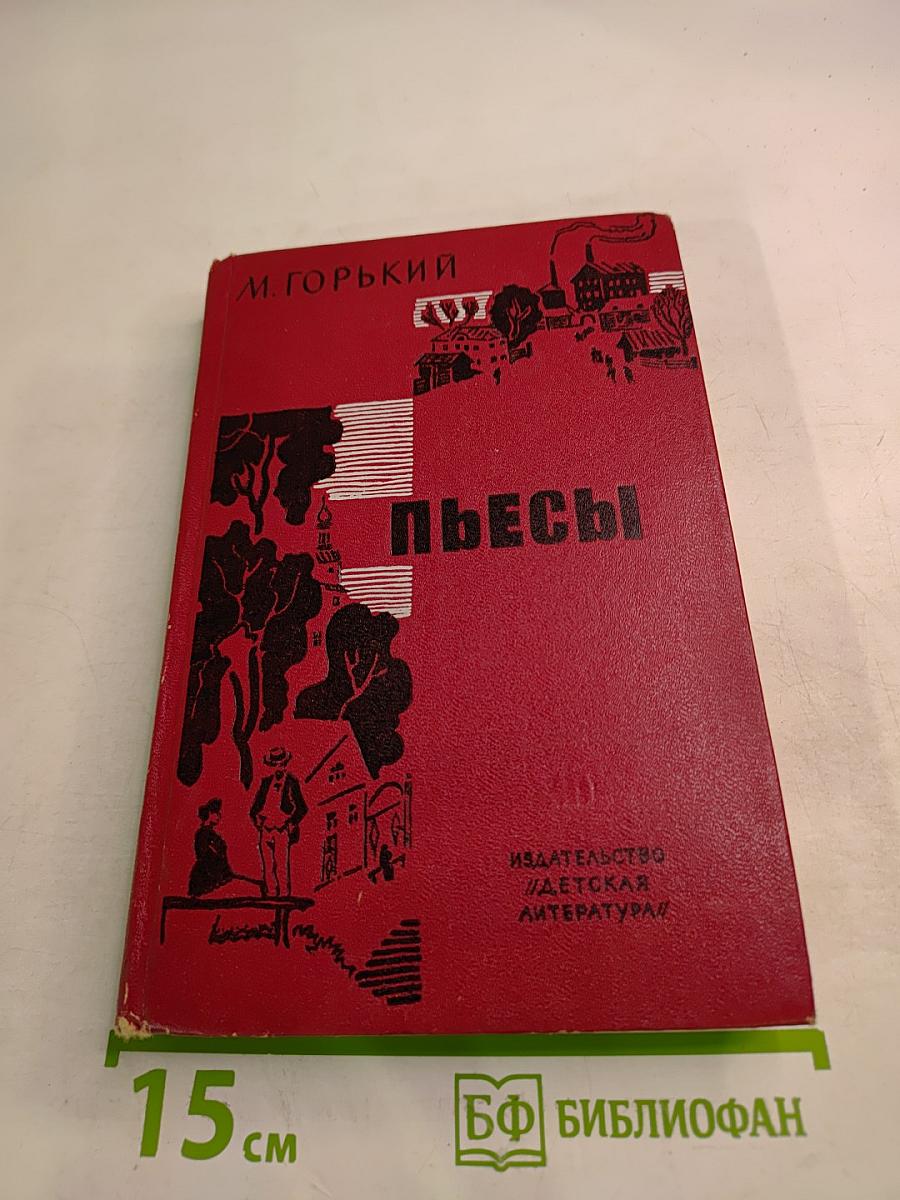 М. ГОРЬКИЙ
ПЬЕСЫ
ИЗДАТЕЛЬСТВО
"ДЕТСКАЯ
ЛИТЕРАТУРА"
15 см
БФ БИБЛИОФАН